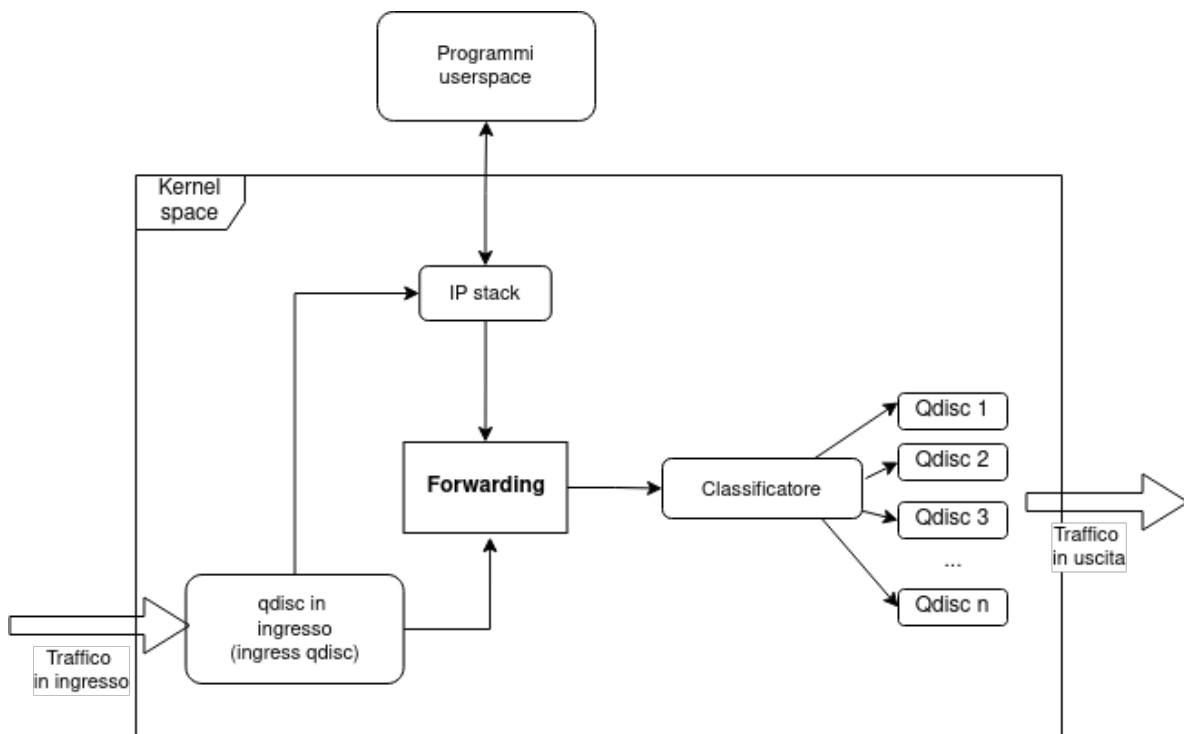 Programmi
userspace
Kernel
space
IP stack
Forwarding
Classificatore
Qdisc 1
Qdisc 2
Qdisc 3
...
Qdisc n
Traffico
in uscita
qdisc in
ingresso
(ingress qdisc)
Traffico
in ingresso